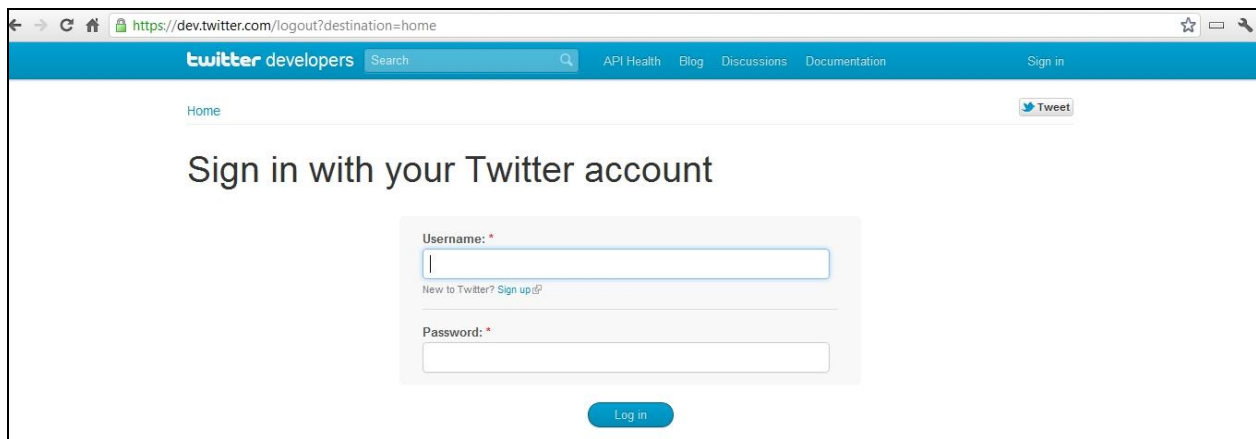 https://dev.twitter.com/logout?destination=home
twitter developers Search API Health Blog Discussions Documentation Sign in
Home Tweet
Sign in with your Twitter account
Username: *
New to Twitter? Sign up
Password: *
Log in